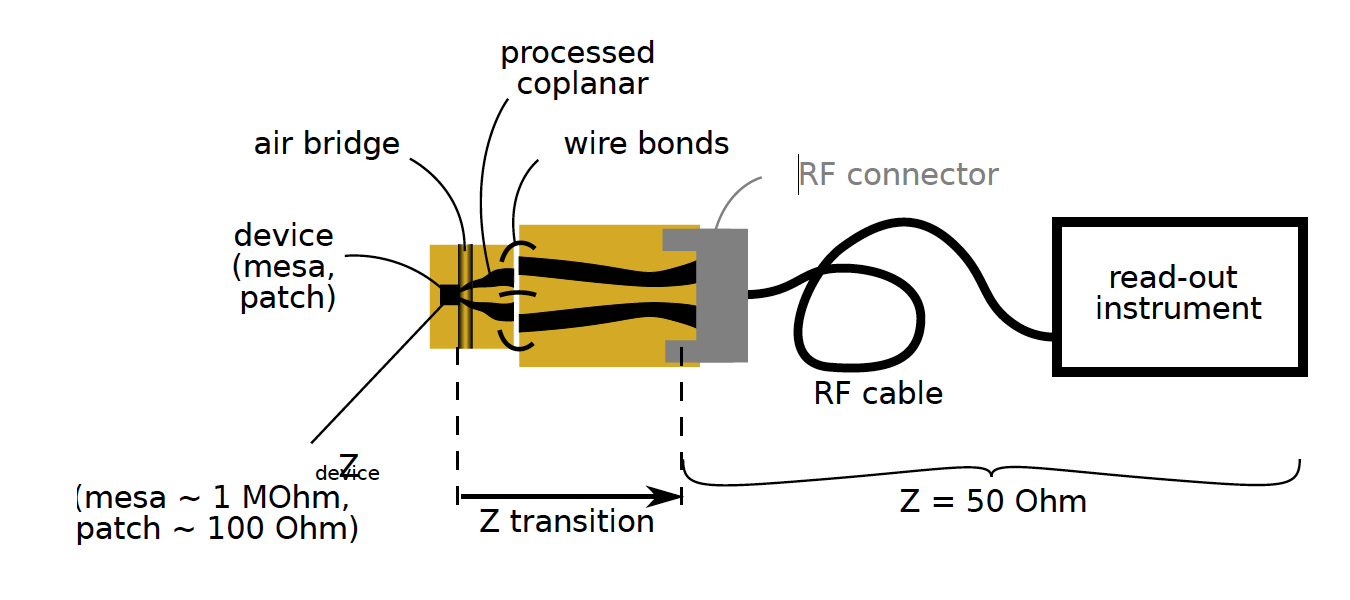 processed
coplanar
air bridge
wire bonds
RF connector
device
(mesa,
patch)
read-out
instrument
RF cable
Z
device
(mesa ~ 1 MOhm,
patch ~ 100 Ohm)
Z transition
Z = 50 Ohm